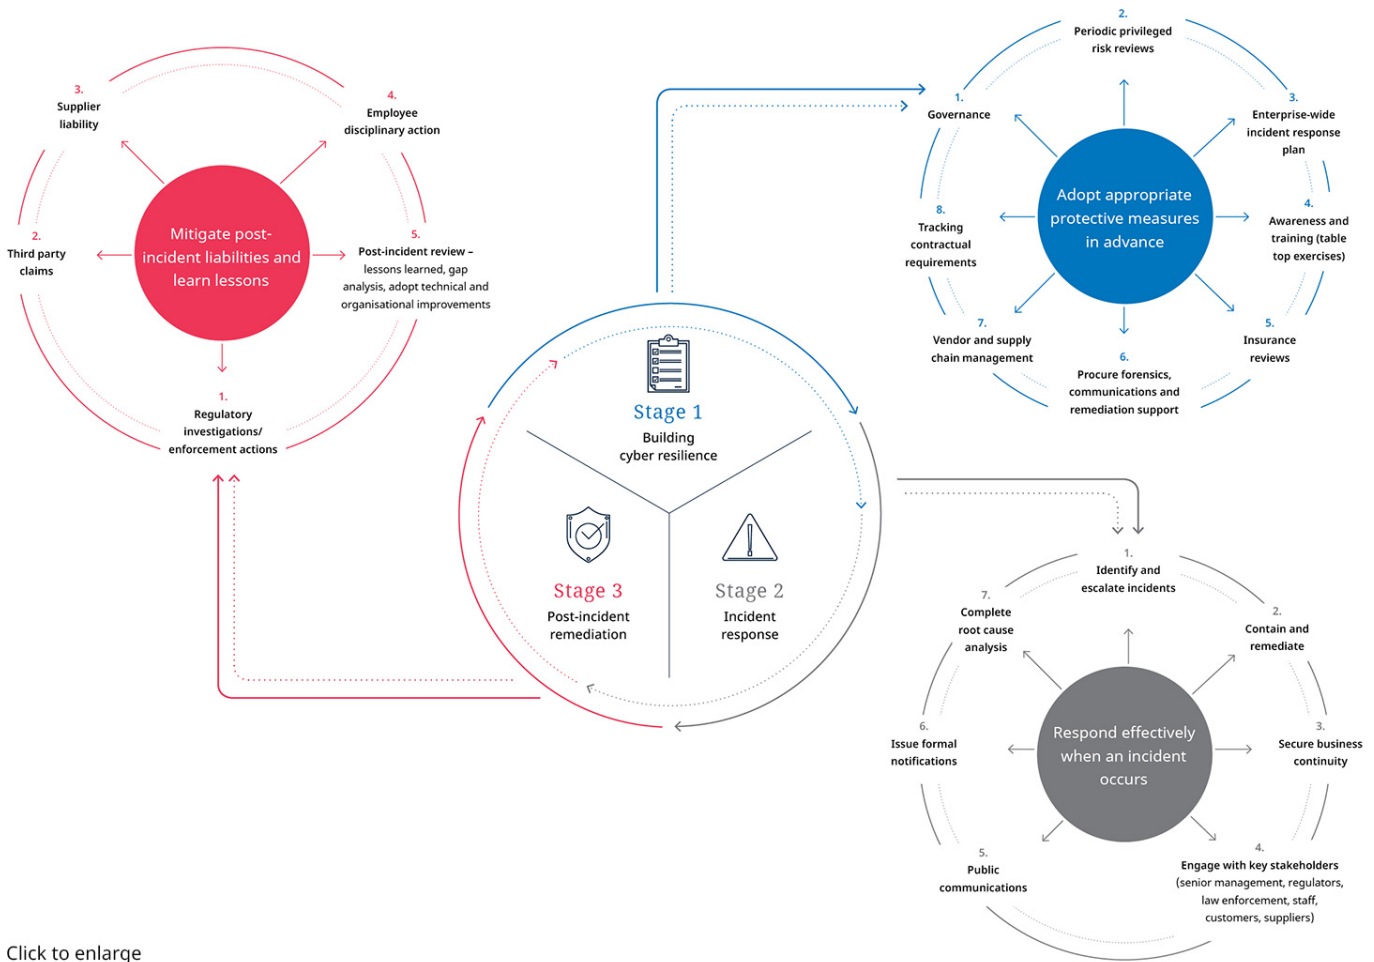 3.
Supplier
liability
4.
Employee
disciplinary action
2.
Third party
claims
Mitigate post-
incident liabilities and
learn lessons
5.
Post-incident review –
lessons learned, gap
analysis, adopt technical and
organisational improvements
1.
Regulatory
investigations/
enforcement actions
Stage 1
Building
cyber resilience
Stage 3
Post-incident
remediation
Stage 2
Incident
response
2.
Periodic privileged
risk reviews
1.
Governance
3.
Enterprise-wide
incident response
plan
Adopt appropriate
protective measures
in advance
8.
Tracking
contractual
requirements
4.
Awareness and
training (table
top exercises)
7.
Vendor and supply
chain management
5.
Insurance
reviews
6.
Procure forensics,
communications and
remediation support
1.
Identify and
escalate incidents
7.
Complete
root cause
analysis
2.
Contain and
remediate
6.
Issue formal
notifications
Respond effectively
when an incident
occurs
3.
Secure business
continuity
5.
Public
communications
4.
Engage with key stakeholders
(senior management, regulators,
law enforcement, staff,
customers, suppliers)
Click to enlarge